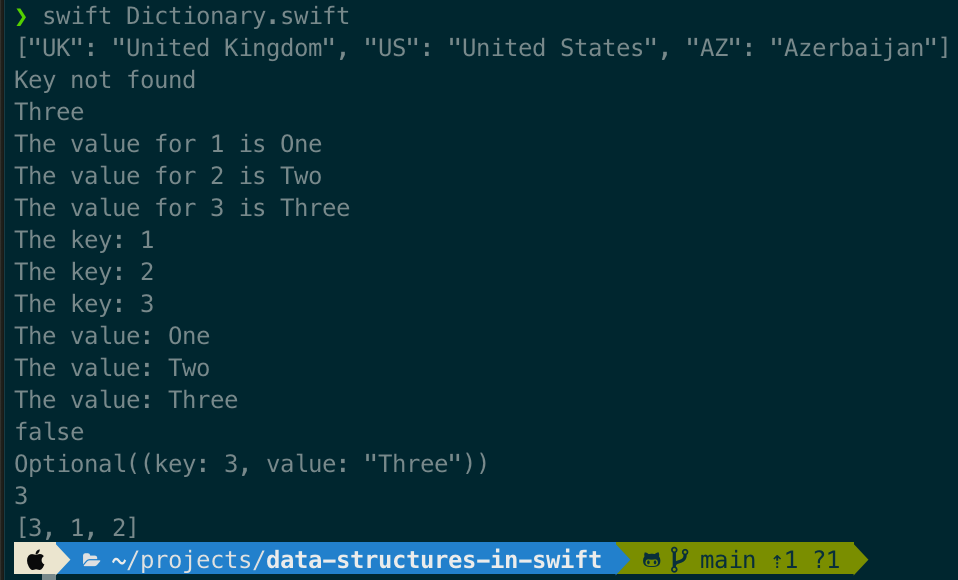 ❯ swift Dictionary.swift
["UK": "United Kingdom", "US": "United States", "AZ": "Azerbaijan"]
Key not found
Three
The value for 1 is One
The value for 2 is Two
The value for 3 is Three
The key: 1
The key: 2
The key: 3
The value: One
The value: Two
The value: Three
false
Optional((key: 3, value: "Three"))
3
[3, 1, 2]
~/projects/data-structures-in-swift main ⇡1 ?1